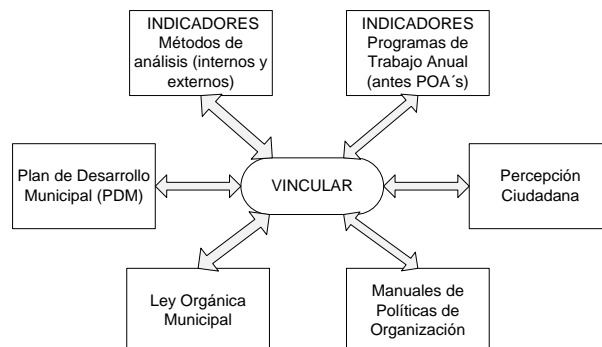 INDICADORES
Métodos de
análisis (internos y
externos)
INDICADORES
Programas de
Trabajo Anual
(antes POA´s)
Plan de Desarrollo
Municipal (PDM)
VINCULAR
Percepción
Ciudadana
Ley Orgánica
Municipal
Manuales de
Políticas de
Organización